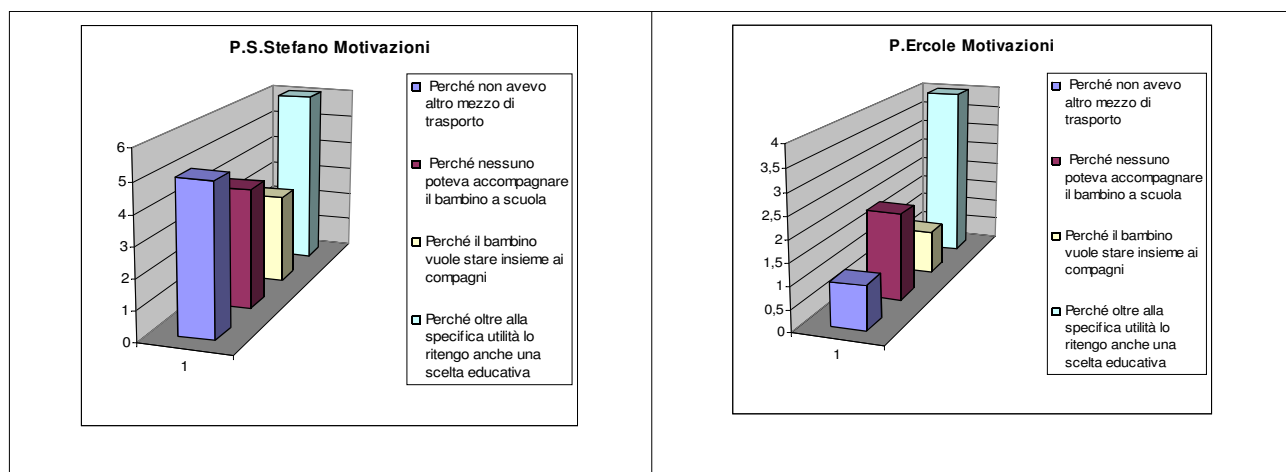 P.S.Stefano Motivazioni
6
5
4
3
2
1
0
1
Perché non avevo
altro mezzo di
trasporto
Perché nessuno
poteva accompagnare
il bambino a scuola
Perché il bambino
vuole stare insieme ai
compagni
Perché oltre alla
specifica utilità lo
ritengo anche una
scelta educativa
P.Ercole Motivazioni
4
3,5
3
2,5
2
1,5
1
0,5
0
1
Perché non avevo
altro mezzo di
trasporto
Perché nessuno
poteva accompagnare
il bambino a scuola
Perché il bambino
vuole stare insieme ai
compagni
Perché oltre alla
specifica utilità lo
ritengo anche una
scelta educativa